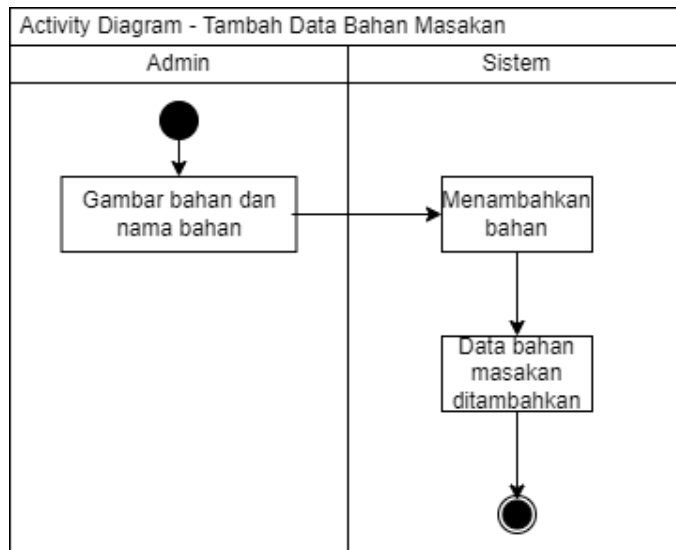 Activity Diagram - Tambah Data Bahan Masakan
Admin
Sistem
Gambar bahan dan
nama bahan
Menambahkan
bahan
Data bahan
masakan
ditambahkan